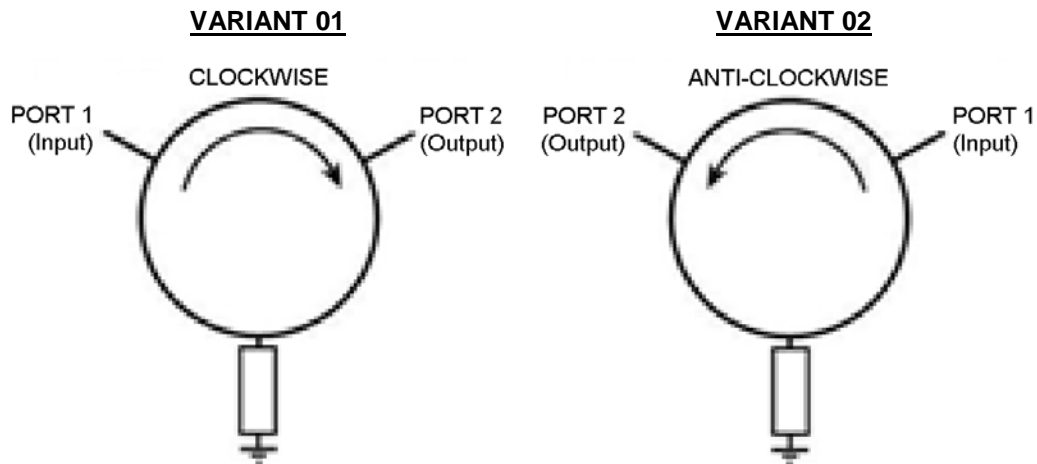 VARIANT 01
CLOCKWISE
PORT 1
(Input)
PORT 2
(Output)
VARIANT 02
ANTI-CLOCKWISE
PORT 2
(Output)
PORT 1
(Input)